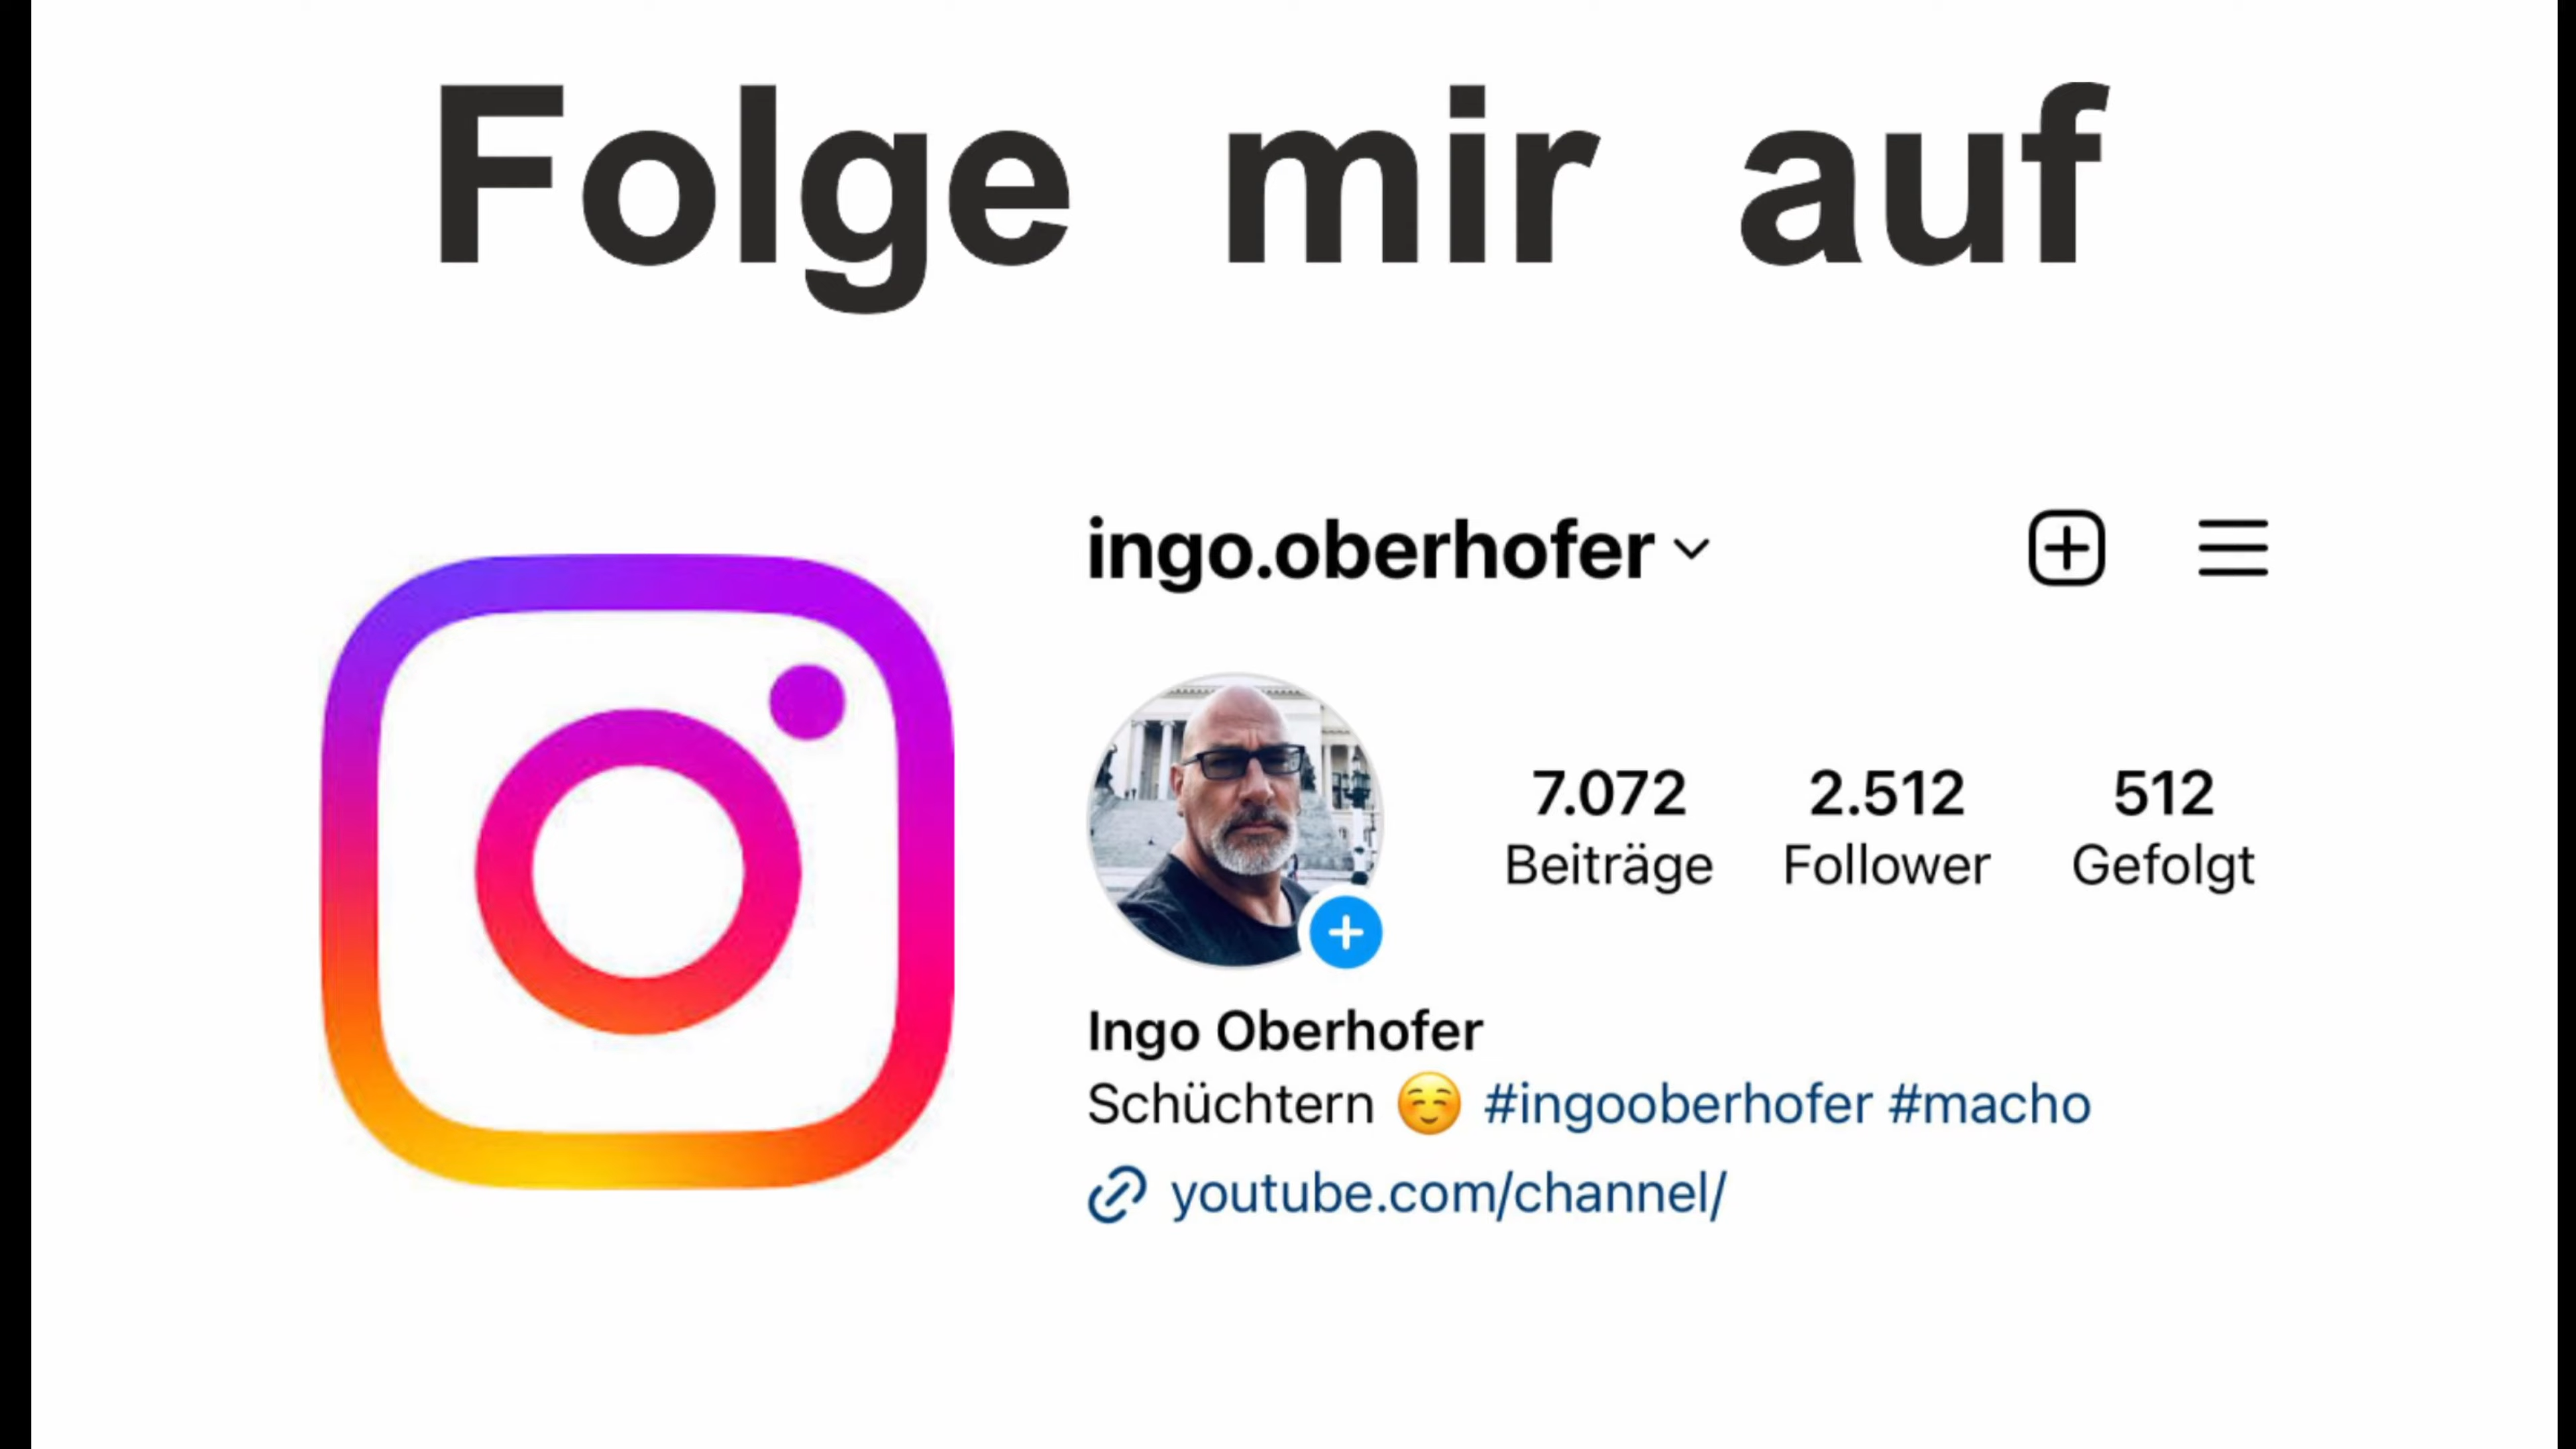 Folge mir auf
ingo.oberhofer
7.072 2.512 512
Beiträge Follower Gefolgt
Ingo Oberhofer
Schüchtern ☺️ #ingooberhofer #macho
youtube.com/channel/